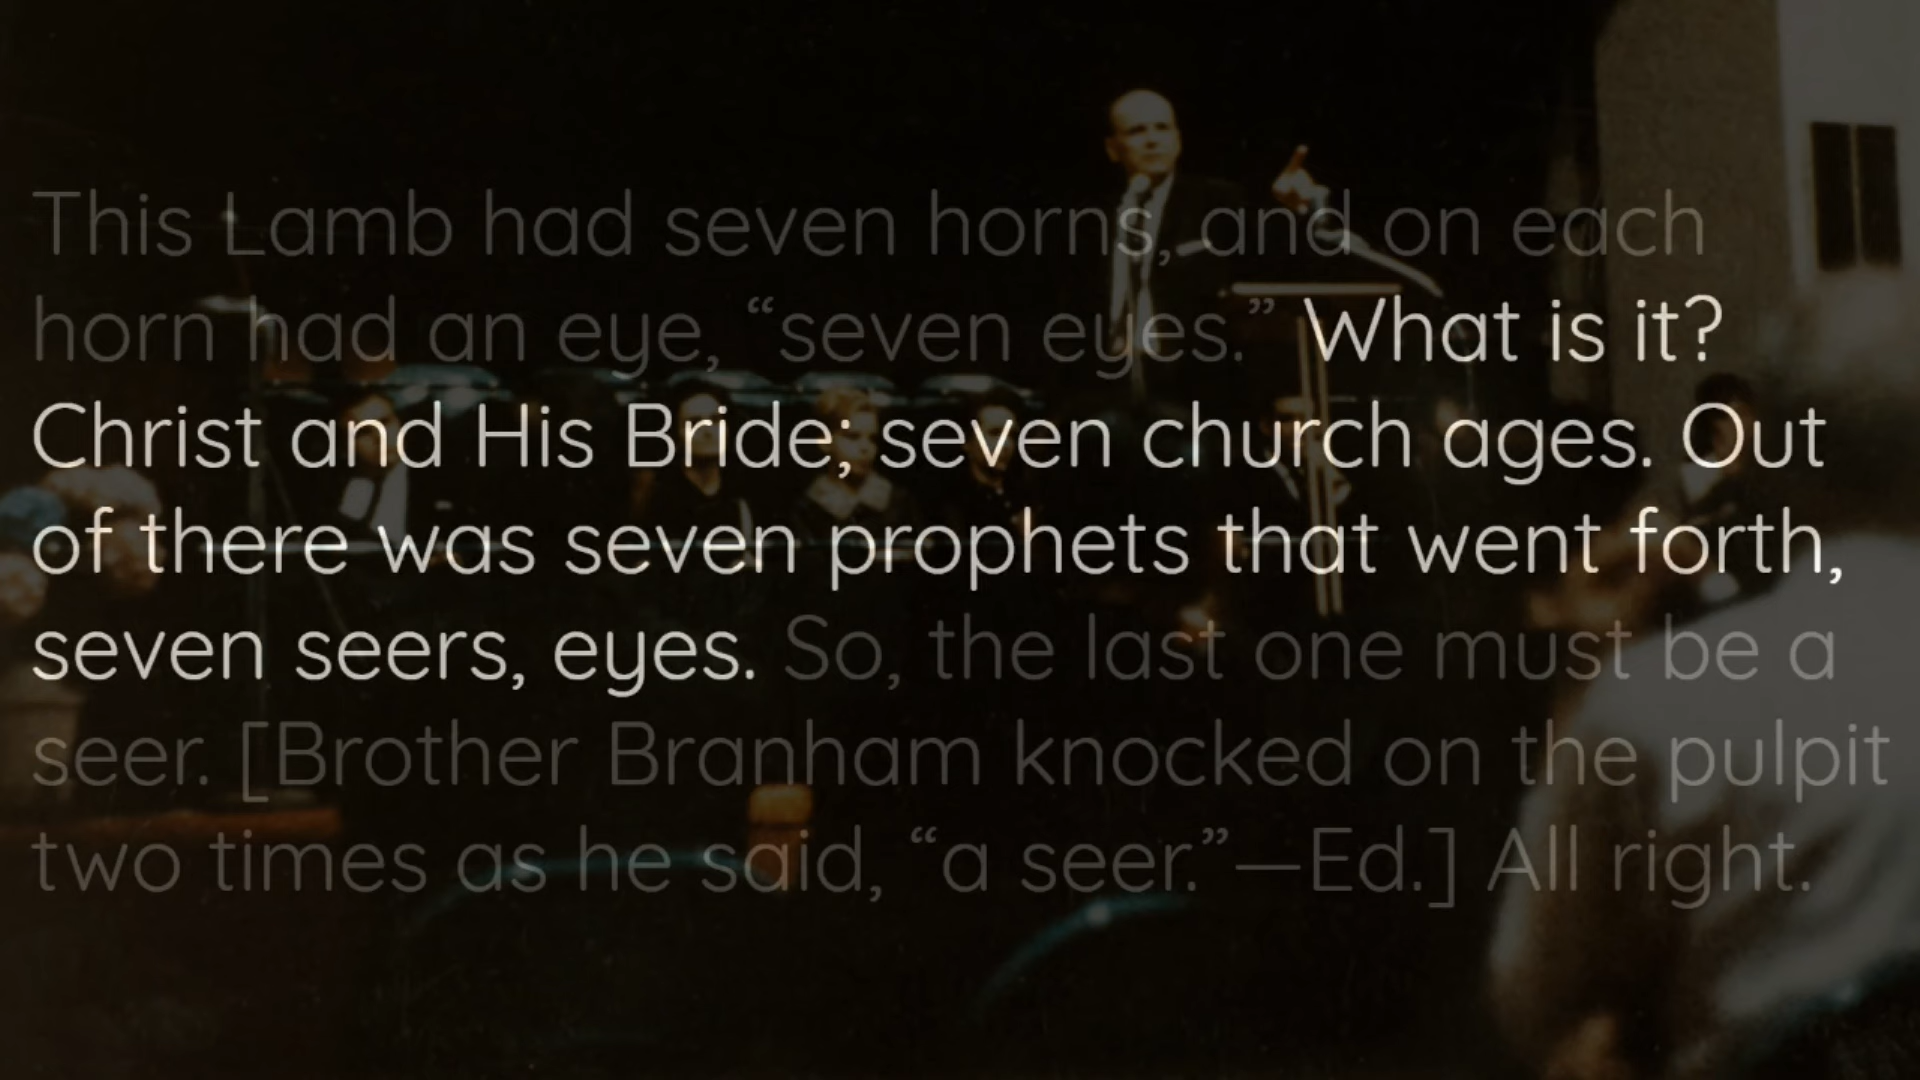 This Lamb had seven horns, and on each
horn had an eye, “seven eyes.” What is it?
Christ and His Bride; seven church ages. Out
of there was seven prophets that went forth,
seven seers, eyes. So, the last one must be a
seer. [Brother Branham knocked on the pulpit
two times as he said, “a seer.”—Ed.] All right.